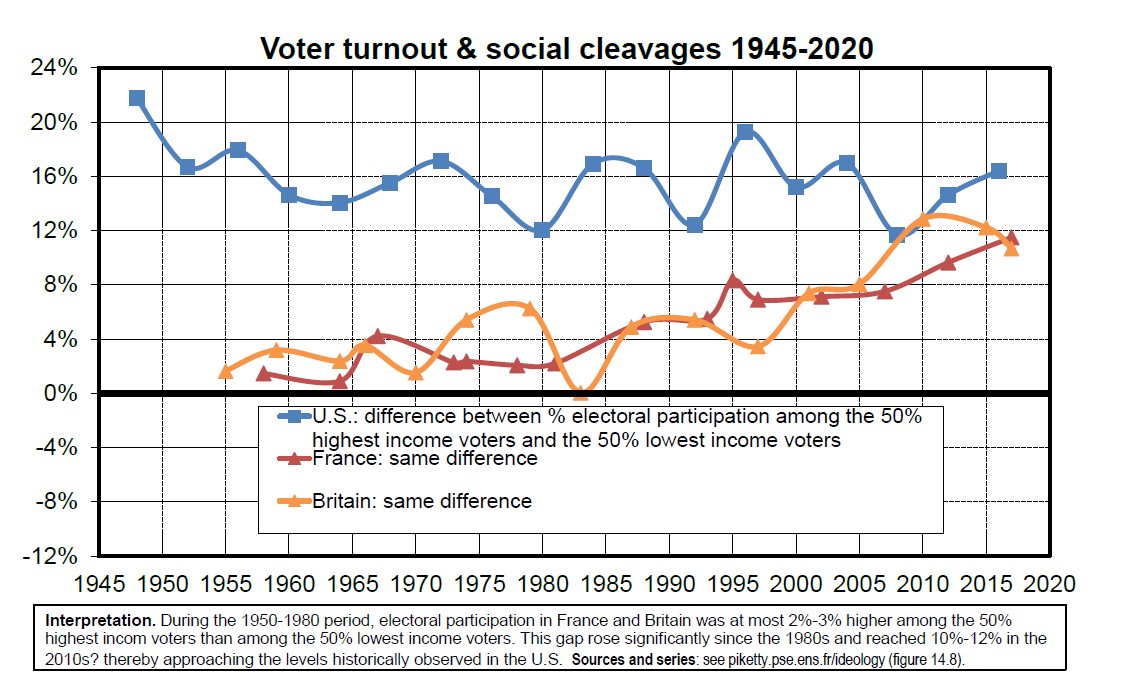 Voter turnout & social cleavages 1945-2020
24%
20%
16%
12%
8%
4%
0%
-4%
-8%
-12%
U.S.: difference between % electoral participation among the 50%
highest income voters and the 50% lowest income voters
France: same difference
Britain: same difference
1945 1950 1955 1960 1965 1970 1975 1980 1985 1990 1995 2000 2005 2010 2015 2020
Interpretation. During the 1950-1980 period, electoral participation in France and Britain was at most 2%-3% higher among the 50%
highest incom voters than among the 50% lowest income voters. This gap rose significantly since the 1980s and reached 10%-12% in the
2010s? thereby approaching the levels historically observed in the U.S. Sources and series: see piketty.pse.ens.fr/ideology (figure 14.8).